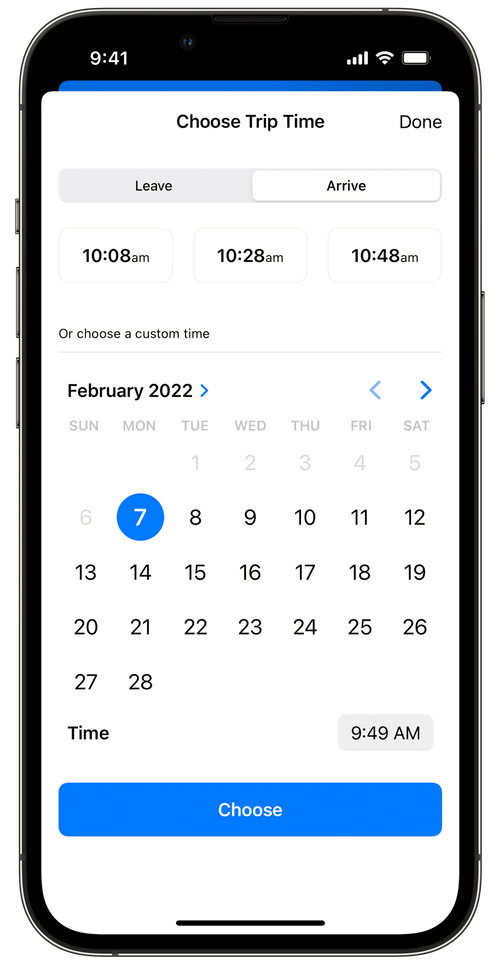 9:41
Choose Trip Time Done
Leave Arrive
10:08am 10:28am 10:48am
Or choose a custom time
February 2022
SUN MON TUE WED THU FRI SAT
1 2 3 4 5
6 7 8 9 10 11 12
13 14 15 16 17 18 19
20 21 22 23 24 25 26
27 28
Time 9:49 AM
Choose